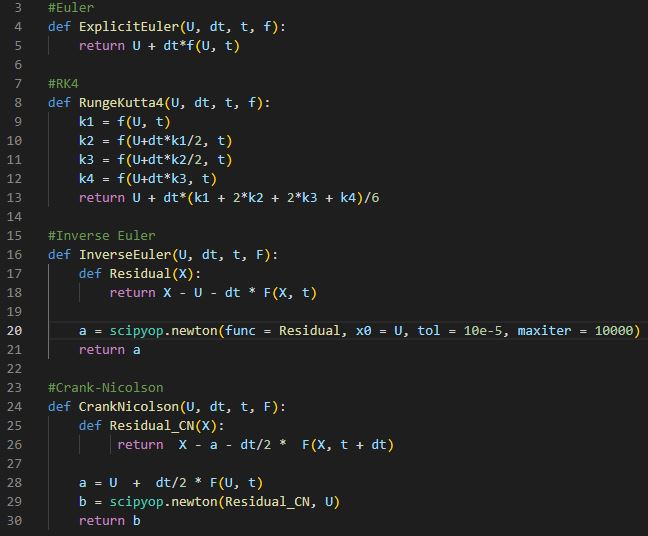 3 #Euler
4 def ExplicitEuler(U, dt, t, f):
5     return U + dt*f(U, t)
6
7 #RK4
8 def RungeKutta4(U, dt, t, f):
9     k1 = f(U, t)
10     k2 = f(U+dt*k1/2, t)
11     k3 = f(U+dt*k2/2, t)
12     k4 = f(U+dt*k3, t)
13     return U + dt*(k1 + 2*k2 + 2*k3 + k4)/6
14
15 #Inverse Euler
16 def InverseEuler(U, dt, t, F):
17     def Residual(X):
18         return X - U - dt * F(X, t)
19
20     a = scipyop.newton(func = Residual, x0 = U, tol = 10e-5, maxiter = 10000)
21     return a
22
23 #Crank-Nicolson
24 def CrankNicolson(U, dt, t, F):
25     def Residual_CN(X):
26          return  X - a - dt/2 *  F(X, t + dt)
27
28     a = U  +  dt/2 * F(U, t)
29     b = scipyop.newton(Residual_CN, U)
30     return b